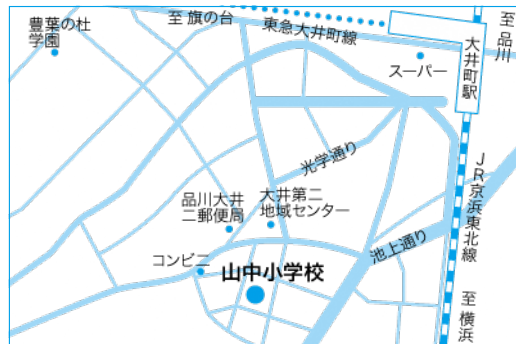 豊葉の杜
学園
至 旗の台
東急大井町線
至 品川
大井町駅
スーパー
光学通り
品川大井
二郵便局
大井第二
地域センター
JR京浜東北線
池上通り
コンビニ
山中小学校
至 横浜